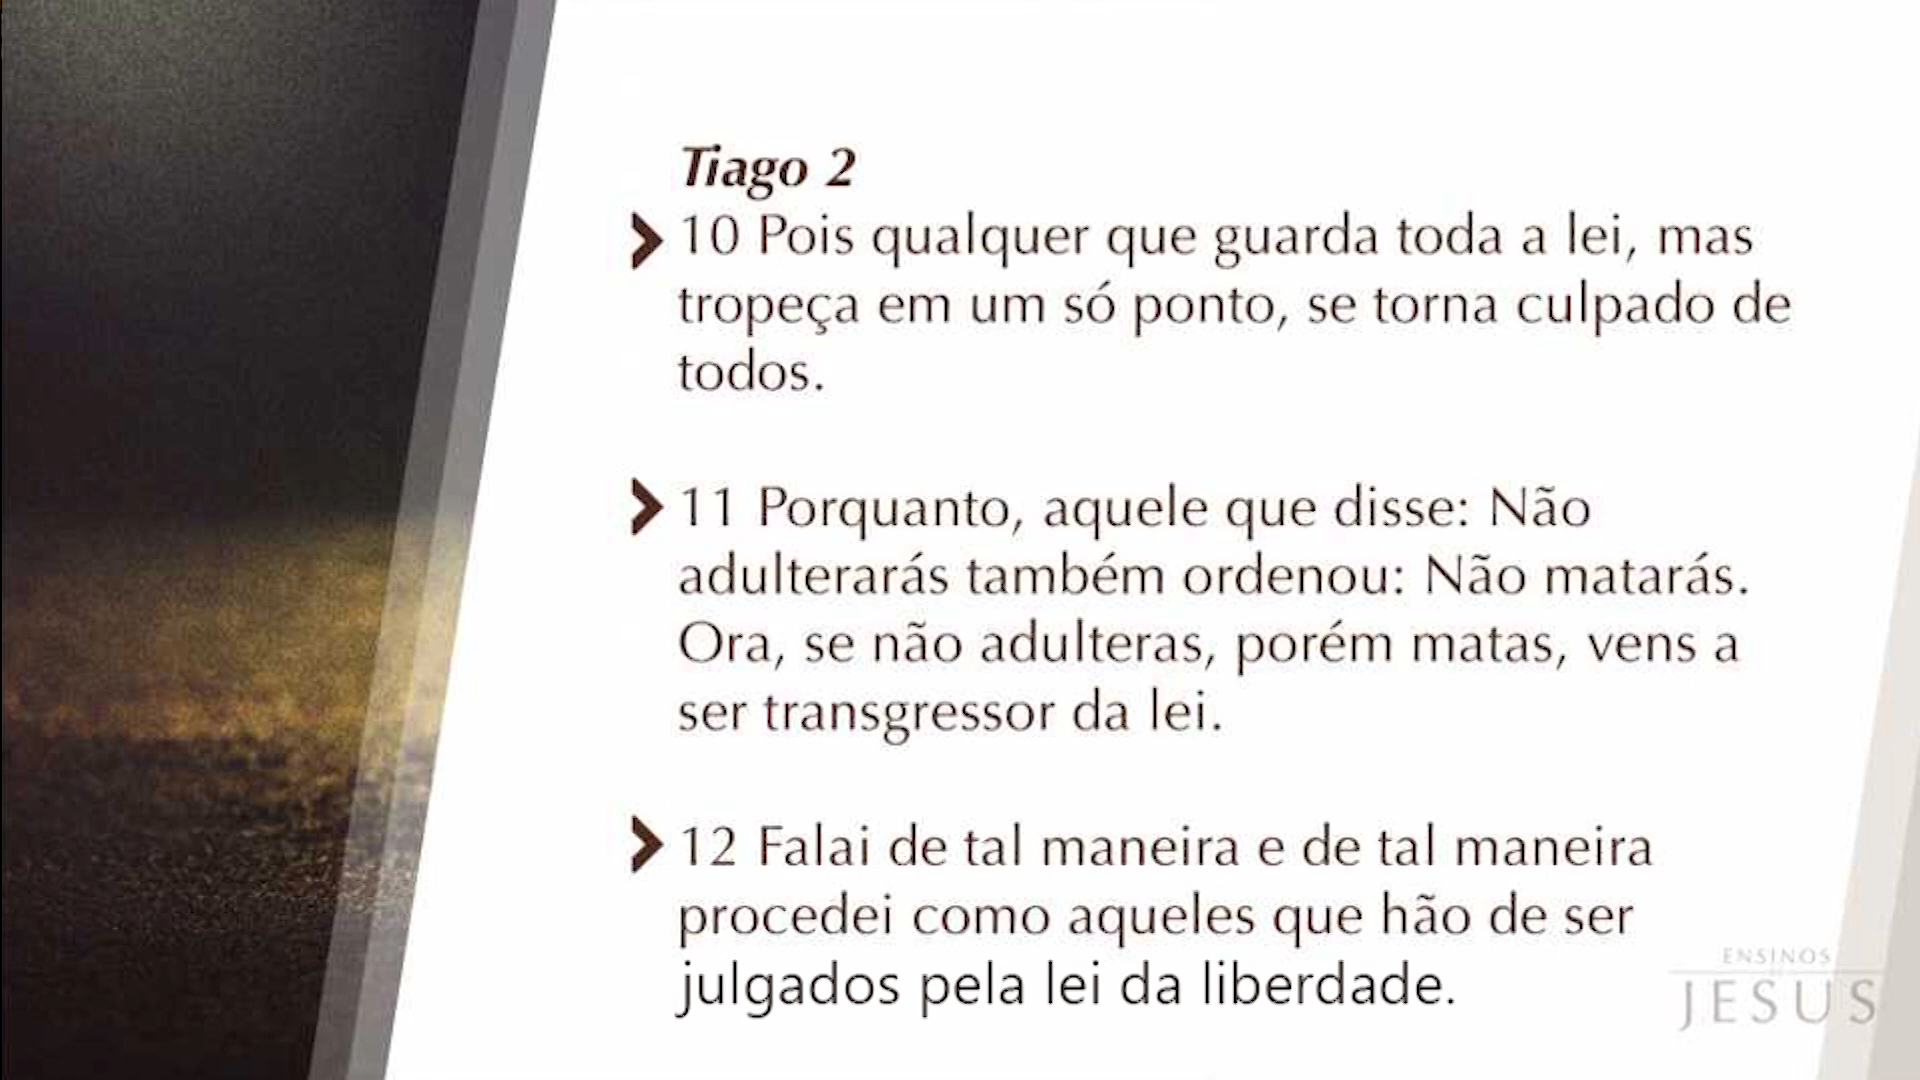 Tiago 2
10 Pois qualquer que guarda toda a lei, mas
tropeça em um só ponto, se torna culpado de
todos.
11 Porquanto, aquele que disse: Não
adulterarás também ordenou: Não matarás.
Ora, se não adulteras, porém matas, vens a
ser transgressor da lei.
12 Falai de tal maneira e de tal maneira
procedei como aqueles que hão de ser
julgados pela lei da liberdade.
ENSINOS
JESUS